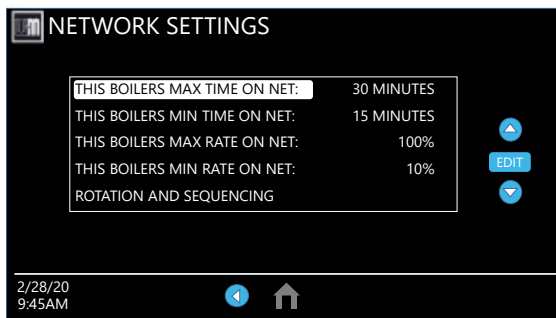 NETWORK SETTINGS
THIS BOILERS MAX TIME ON NET: 30 MINUTES
THIS BOILERS MIN TIME ON NET: 15 MINUTES
THIS BOILERS MAX RATE ON NET: 100%
THIS BOILERS MIN RATE ON NET: 10%
EDIT
ROTATION AND SEQUENCING
2/28/20
9:45AM